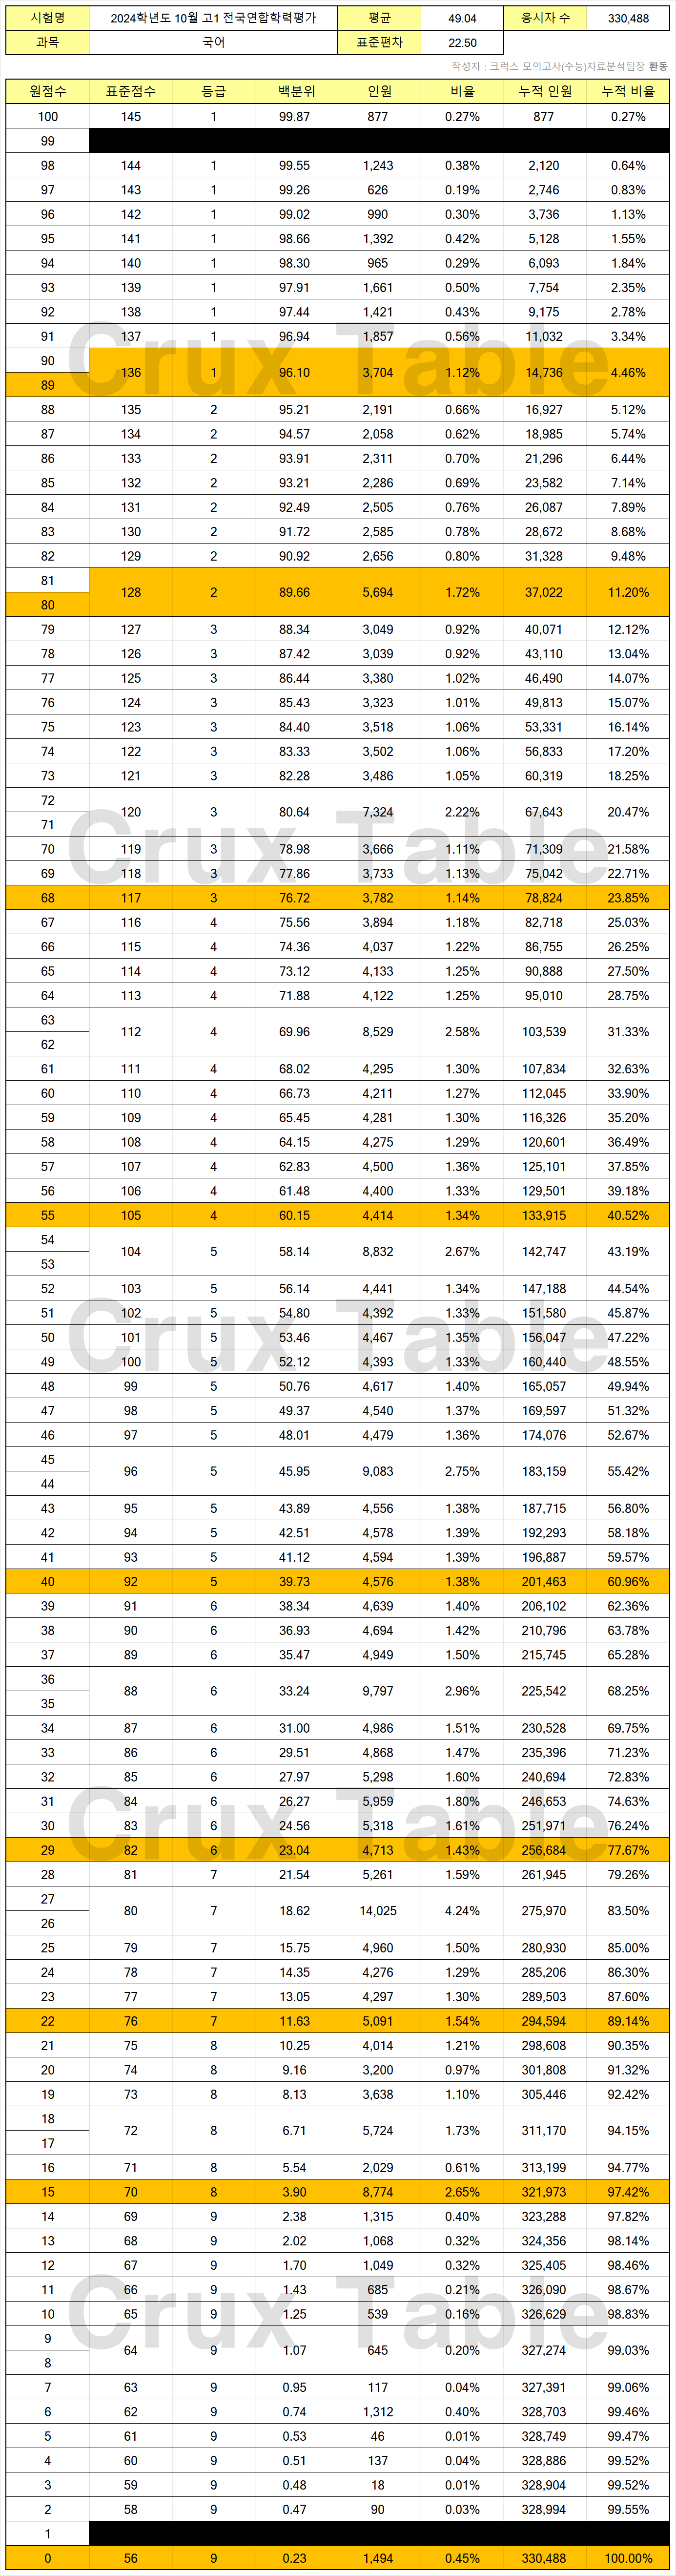 시험명 2024학년도 10월 고1 전국연합학력평가 평균 49.04 응시자 수 330,488
과목 국어 표준편차 22.50
작성자 : 크럭스 모의고사(수능)자료분석팀장 환동
원점수 표준점수 등급 백분위 인원 비율 누적 인원 누적 비율
100 145 1 99.87 877 0.27% 877 0.27%
99
98 144 1 99.55 1,243 0.38% 2,120 0.64%
97 143 1 99.26 626 0.19% 2,746 0.83%
96 142 1 99.02 990 0.30% 3,736 1.13%
95 141 1 98.66 1,392 0.42% 5,128 1.55%
94 140 1 98.30 965 0.29% 6,093 1.84%
93 139 1 97.91 1,661 0.50% 7,754 2.35%
92 138 1 97.44 1,421 0.43% 9,175 2.78%
91 137 1 96.94 1,857 0.56% 11,032 3.34%
Crux Table
90
136 1 96.10 3,704 1.12% 14,736 4.46%
89
88 135 2 95.21 2,191 0.66% 16,927 5.12%
87 134 2 94.57 2,058 0.62% 18,985 5.74%
86 133 2 93.91 2,311 0.70% 21,296 6.44%
85 132 2 93.21 2,286 0.69% 23,582 7.14%
84 131 2 92.49 2,505 0.76% 26,087 7.89%
83 130 2 91.72 2,585 0.78% 28,672 8.68%
82 129 2 90.92 2,656 0.80% 31,328 9.48%
81
128 2 89.66 5,694 1.72% 37,022 11.20%
80
79 127 3 88.34 3,049 0.92% 40,071 12.12%
78 126 3 87.42 3,039 0.92% 43,110 13.04%
77 125 3 86.44 3,380 1.02% 46,490 14.07%
76 124 3 85.43 3,323 1.01% 49,813 15.07%
75 123 3 84.40 3,518 1.06% 53,331 16.14%
74 122 3 83.33 3,502 1.06% 56,833 17.20%
73 121 3 82.28 3,486 1.05% 60,319 18.25%
72
120 3 80.64 7,324 2.22% 67,643 20.47%
71
Crux Table
70 119 3 78.98 3,666 1.11% 71,309 21.58%
69 118 3 77.86 3,733 1.13% 75,042 22.71%
68 117 3 76.72 3,782 1.14% 78,824 23.85%
67 116 4 75.56 3,894 1.18% 82,718 25.03%
66 115 4 74.36 4,037 1.22% 86,755 26.25%
65 114 4 73.12 4,133 1.25% 90,888 27.50%
64 113 4 71.88 4,122 1.25% 95,010 28.75%
63
112 4 69.96 8,529 2.58% 103,539 31.33%
62
61 111 4 68.02 4,295 1.30% 107,834 32.63%
60 110 4 66.73 4,211 1.27% 112,045 33.90%
59 109 4 65.45 4,281 1.30% 116,326 35.20%
58 108 4 64.15 4,275 1.29% 120,601 36.49%
57 107 4 62.83 4,500 1.36% 125,101 37.85%
56 106 4 61.48 4,400 1.33% 129,501 39.18%
55 105 4 60.15 4,414 1.34% 133,915 40.52%
54
104 5 58.14 8,832 2.67% 142,747 43.19%
53
52 103 5 56.14 4,441 1.34% 147,188 44.54%
51 102 5 54.80 4,392 1.33% 151,580 45.87%
Crux Table
50 101 5 53.46 4,467 1.35% 156,047 47.22%
49 100 5 52.12 4,393 1.33% 160,440 48.55%
48 99 5 50.76 4,617 1.40% 165,057 49.94%
47 98 5 49.37 4,540 1.37% 169,597 51.32%
46 97 5 48.01 4,479 1.36% 174,076 52.67%
45
96 5 45.95 9,083 2.75% 183,159 55.42%
44
43 95 5 43.89 4,556 1.38% 187,715 56.80%
42 94 5 42.51 4,578 1.39% 192,293 58.18%
41 93 5 41.12 4,594 1.39% 196,887 59.57%
40 92 5 39.73 4,576 1.38% 201,463 60.96%
39 91 6 38.34 4,639 1.40% 206,102 62.36%
38 90 6 36.93 4,694 1.42% 210,796 63.78%
37 89 6 35.47 4,949 1.50% 215,745 65.28%
36
88 6 33.24 9,797 2.96% 225,542 68.25%
35
34 87 6 31.00 4,986 1.51% 230,528 69.75%
33 86 6 29.51 4,868 1.47% 235,396 71.23%
32 85 6 27.97 5,298 1.60% 240,694 72.83%
31 84 6 26.27 5,959 1.80% 246,653 74.63%
Crux Table
30 83 6 24.56 5,318 1.61% 251,971 76.24%
29 82 6 23.04 4,713 1.43% 256,684 77.67%
28 81 7 21.54 5,261 1.59% 261,945 79.26%
27
80 7 18.62 14,025 4.24% 275,970 83.50%
26
25 79 7 15.75 4,960 1.50% 280,930 85.00%
24 78 7 14.35 4,276 1.29% 285,206 86.30%
23 77 7 13.05 4,297 1.30% 289,503 87.60%
22 76 7 11.63 5,091 1.54% 294,594 89.14%
21 75 8 10.25 4,014 1.21% 298,608 90.35%
20 74 8 9.16 3,200 0.97% 301,808 91.32%
19 73 8 8.13 3,638 1.10% 305,446 92.42%
18
72 8 6.71 5,724 1.73% 311,170 94.15%
17
16 71 8 5.54 2,029 0.61% 313,199 94.77%
15 70 8 3.90 8,774 2.65% 321,973 97.42%
14 69 9 2.38 1,315 0.40% 323,288 97.82%
13 68 9 2.02 1,068 0.32% 324,356 98.14%
12 67 9 1.70 1,049 0.32% 325,405 98.46%
11 66 9 1.43 685 0.21% 326,090 98.67%
Crux Table
10 65 9 1.25 539 0.16% 326,629 98.83%
9
64 9 1.07 645 0.20% 327,274 99.03%
8
7 63 9 0.95 117 0.04% 327,391 99.06%
6 62 9 0.74 1,312 0.40% 328,703 99.46%
5 61 9 0.53 46 0.01% 328,749 99.47%
4 60 9 0.51 137 0.04% 328,886 99.52%
3 59 9 0.48 18 0.01% 328,904 99.52%
2 58 9 0.47 90 0.03% 328,994 99.55%
1
0 56 9 0.23 1,494 0.45% 330,488 100.00%